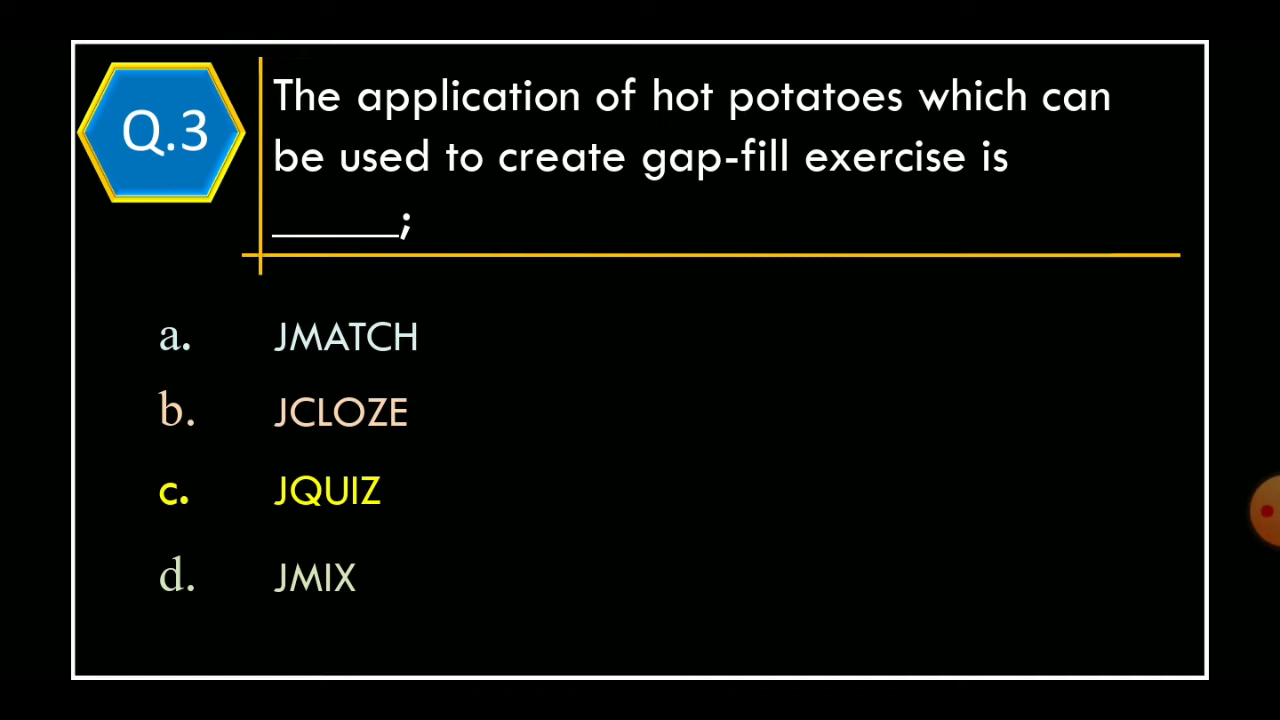 Q.3
The application of hot potatoes which can
be used to create gap-fill exercise is
______;
a. JMATCH
b. JCLOZE
c. JQUIZ
d. JMIX